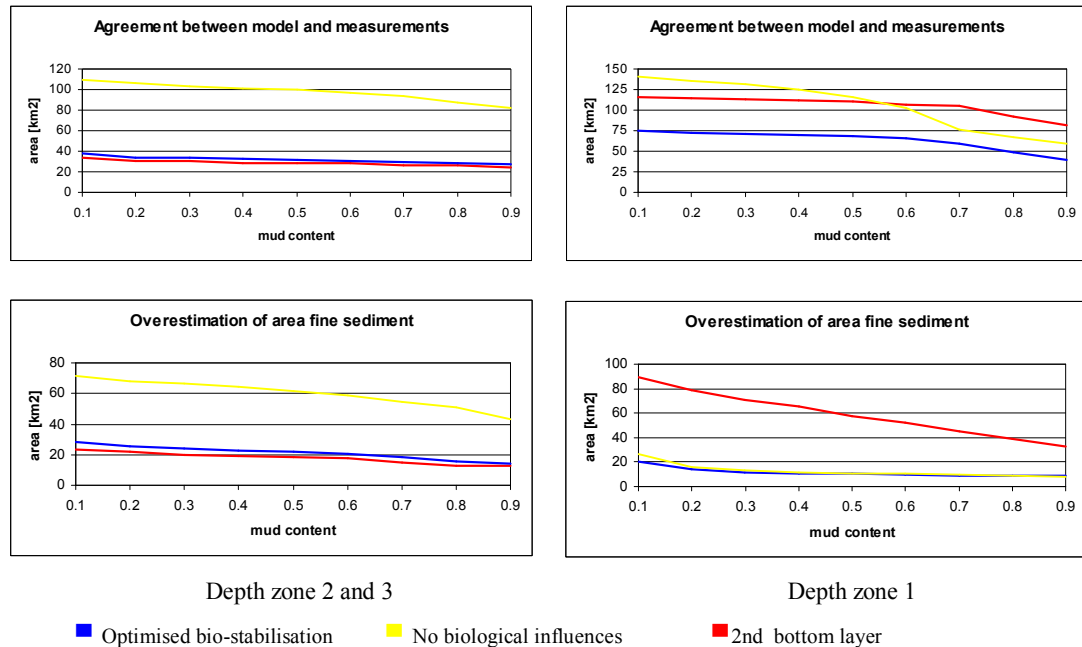 Agreement between model and measurements
area [km2]
120
100
80
60
40
20
0
0.1 0.2 0.3 0.4 0.5 0.6 0.7 0.8 0.9
mud content
Agreement between model and measurements
area [km2]
150
125
100
75
50
25
0
0.1 0.2 0.3 0.4 0.5 0.6 0.7 0.8 0.9
mud content
Overestimation of area fine sediment
area [km2]
80
60
40
20
0
0.1 0.2 0.3 0.4 0.5 0.6 0.7 0.8 0.9
mud content
Overestimation of area fine sediment
area [km2]
100
80
60
40
20
0
0.1 0.2 0.3 0.4 0.5 0.6 0.7 0.8 0.9
mud content
Depth zone 2 and 3
Depth zone 1
Optimised bio-stabilisation
No biological influences
2nd bottom layer